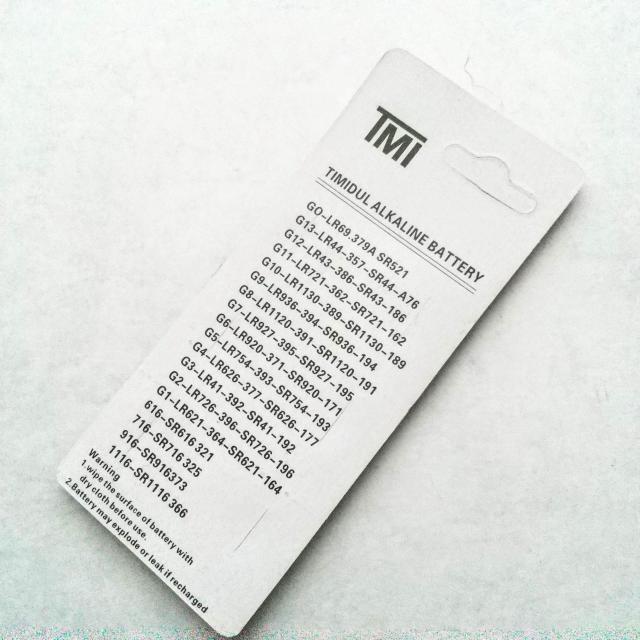 TMI
TIMIDUL ALKALINE BATTERY
GO-LR69.379A SR521
G13-LR44-357-SR44-A76
G12-LR43-386-SR43-186
G11-LR721-362-SR721-162
G10-LR1130-389-SR1130-189
G9-LR936-394-SR936-194
G8-LR1120-391-SR1120-191
G7-LR927-395-SR927-195
G6-LR920-371-SR920-171
G5-LR754-393-SR754-193
G4-LR626-377-SR626-177
G3-LR41-392-SR41-192
G2-LR726-396-SR726-196
G1-LR621-364-SR621-164
616-SR616321
716-SR716325
916-SR916373
1116-SR1116 366
Warning
1.wipe the surface of battery with
dry cloth before use.
2.Battery may explode or leak if recharged